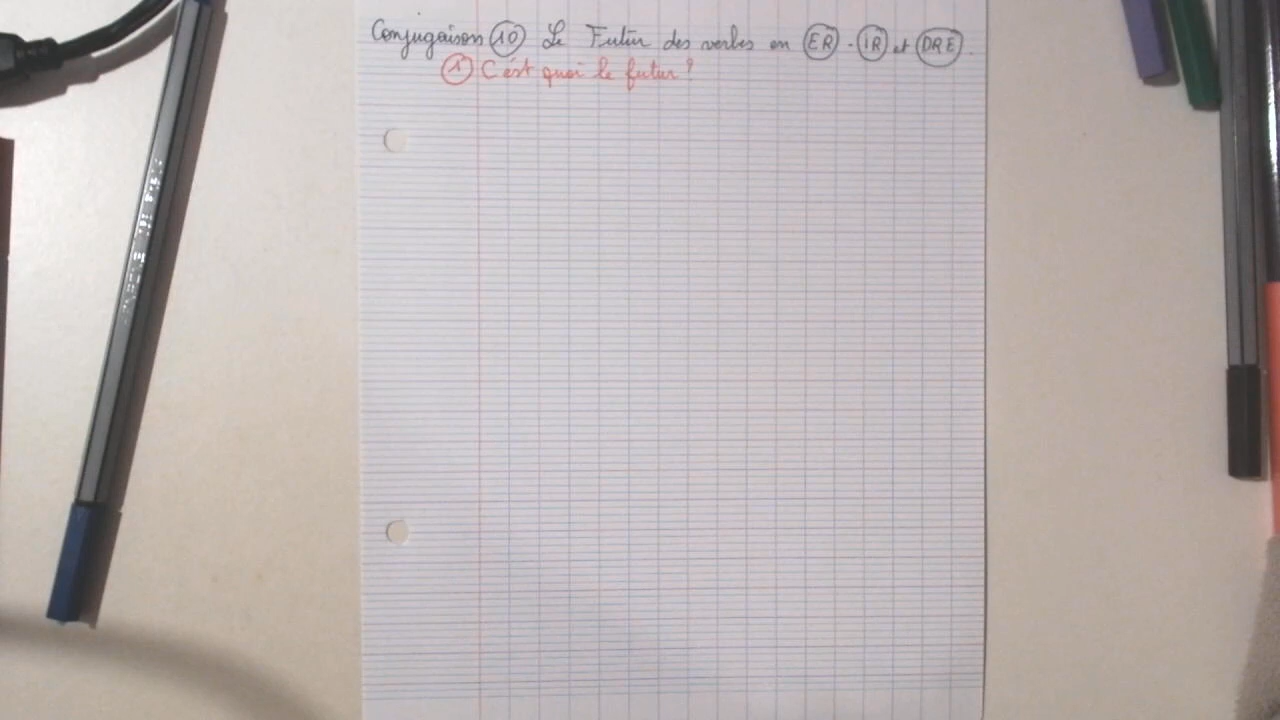 Conjugaison 10 Le Futur des verbes en ER - IR et DRE.
1 C'est quoi le futur ?